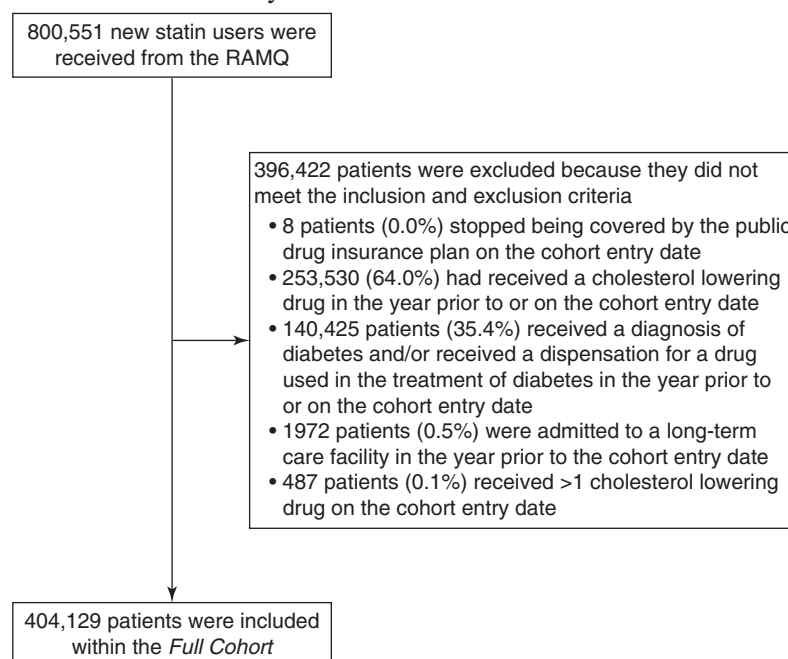 800,551 new statin users were
received from the RAMQ
396,422 patients were excluded because they did not
meet the inclusion and exclusion criteria
• 8 patients (0.0%) stopped being covered by the public
drug insurance plan on the cohort entry date
• 253,530 (64.0%) had received a cholesterol lowering
drug in the year prior to or on the cohort entry date
• 140,425 patients (35.4%) received a diagnosis of
diabetes and/or received a dispensation for a drug
used in the treatment of diabetes in the year prior to
or on the cohort entry date
• 1972 patients (0.5%) were admitted to a long-term
care facility in the year prior to the cohort entry date
• 487 patients (0.1%) received >1 cholesterol lowering
drug on the cohort entry date
404,129 patients were included
within the Full Cohort